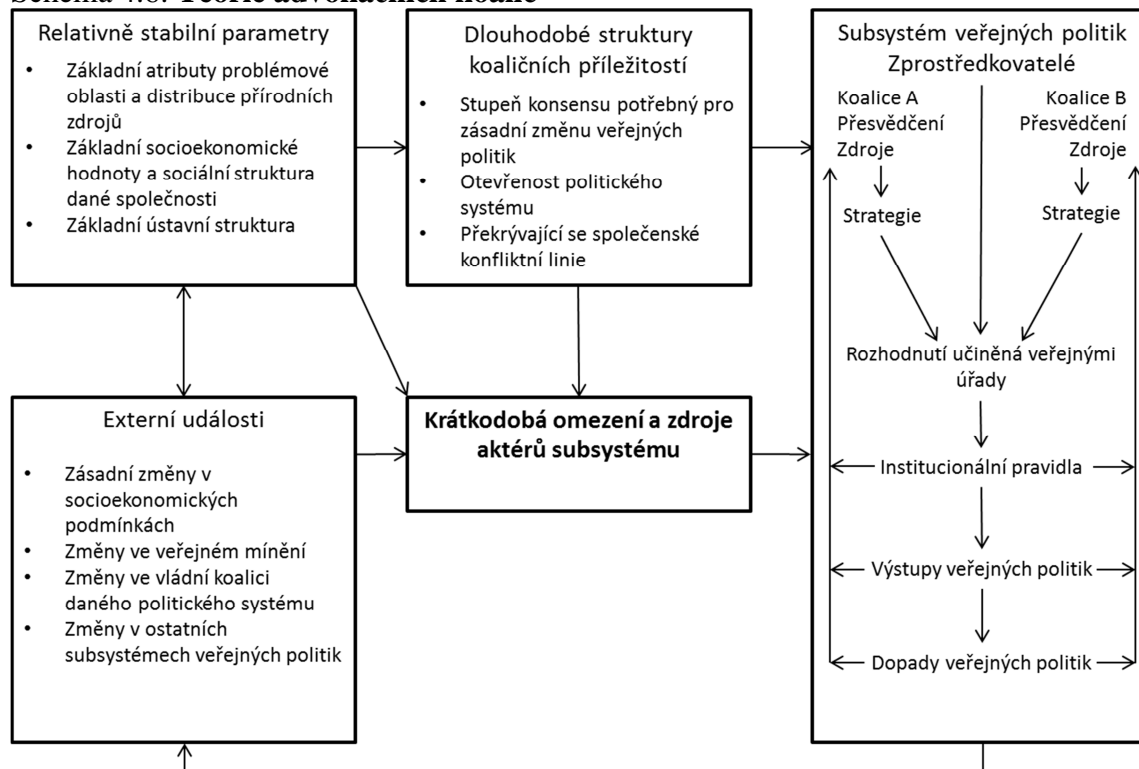 Schéma 4.6. Teorie advokačních koalic
Relativně stabilní parametry
• Základní atributy problémové
oblasti a distribuce přírodních
zdrojů
• Základní socioekonomické
hodnoty a sociální struktura
dané společnosti
• Základní ústavní struktura
Dlouhodobé struktury
koaličních příležitostí
• Stupeň konsensu potřebný pro
zásadní změnu veřejných
politik
• Otevřenost politického
systému
• Překrývající se společenské
konfliktní linie
Subsystém veřejných politik
Zprostředkovatelé
Koalice A
Přesvědčení
Zdroje
Strategie
Koalice B
Přesvědčení
Zdroje
Strategie
Rozhodnutí učiněná veřejnými
úřady
Institucionální pravidla
Výstupy veřejných politik
Dopady veřejných politik
Externí události
• Zásadní změny v
socioekonomických
podmínkách
• Změny ve veřejném mínění
• Změny ve vládní koalici
daného politického systému
• Změny v ostatních
subsystémech veřejných politik
Krátkodobá omezení a zdroje
aktérů subsystému